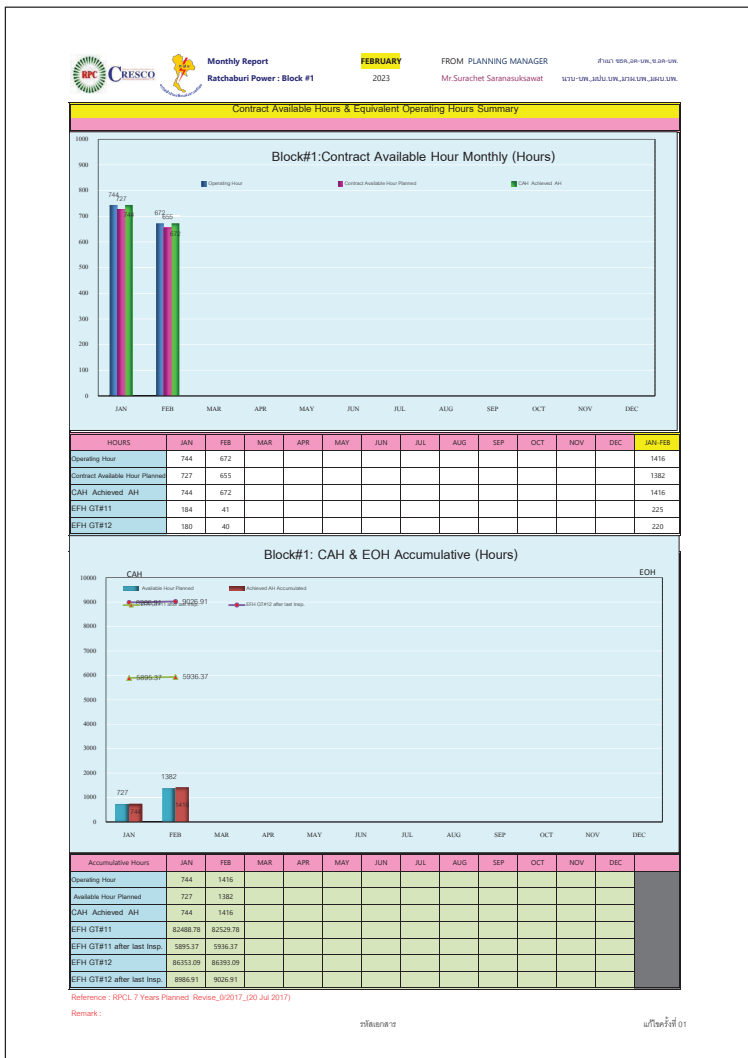 RPC CRESCO
Monthly Report FEBRUARY FROM PLANNING MANAGER
Ratchaburi Power : Block #1 2023 Mr.Surachet Saranasuksawat
Contract Available Hours & Equivalent Operating Hours Summary
Block#1:Contract Available Hour Monthly (Hours)
Operating Hour Contract Available Hour Planned CAH Achieved AH
1000
900
800
700
600
500
400
300
200
100
0
744 727 744 672 655 672
JAN FEB MAR APR MAY JUN JUL AUG SEP OCT NOV DEC
HOURS JAN FEB MAR APR MAY JUN JUL AUG SEP OCT NOV DEC JAN-FEB
Operating Hour 744 672 1416
Contract Available Hour Planned 727 655 1382
CAH Achieved AH 744 672 1416
EFH GT#11 184 41 225
EFH GT#12 180 40 220
Block#1: CAH & EOH Accumulative (Hours)
CAH EOH
Available Hour Planned Achieved AH Accumulated
EFH GT#11 after last Insp. EFH GT#12 after last Insp.
10000
9000
8000
7000
6000
5000
4000
3000
2000
1000
0
8986.91 9026.91
5895.37 5936.37
727 744 1382 1416
JAN FEB MAR APR MAY JUN JUL AUG SEP OCT NOV DEC
Accumulative Hours JAN FEB MAR APR MAY JUN JUL AUG SEP OCT NOV DEC
Operating Hour 744 1416
Available Hour Planned 727 1382
CAH Achieved AH 744 1416
EFH GT#11 82488.78 82529.78
EFH GT#11 after last Insp. 5895.37 5936.37
EFH GT#12 86353.09 86393.09
EFH GT#12 after last Insp. 8986.91 9026.91
Reference : RPCL 7 Years Planned Revise_0/2017_(20 Jul 2017)
Remark :
รหัสเอกสาร แก้ไขครั้งที่ 01